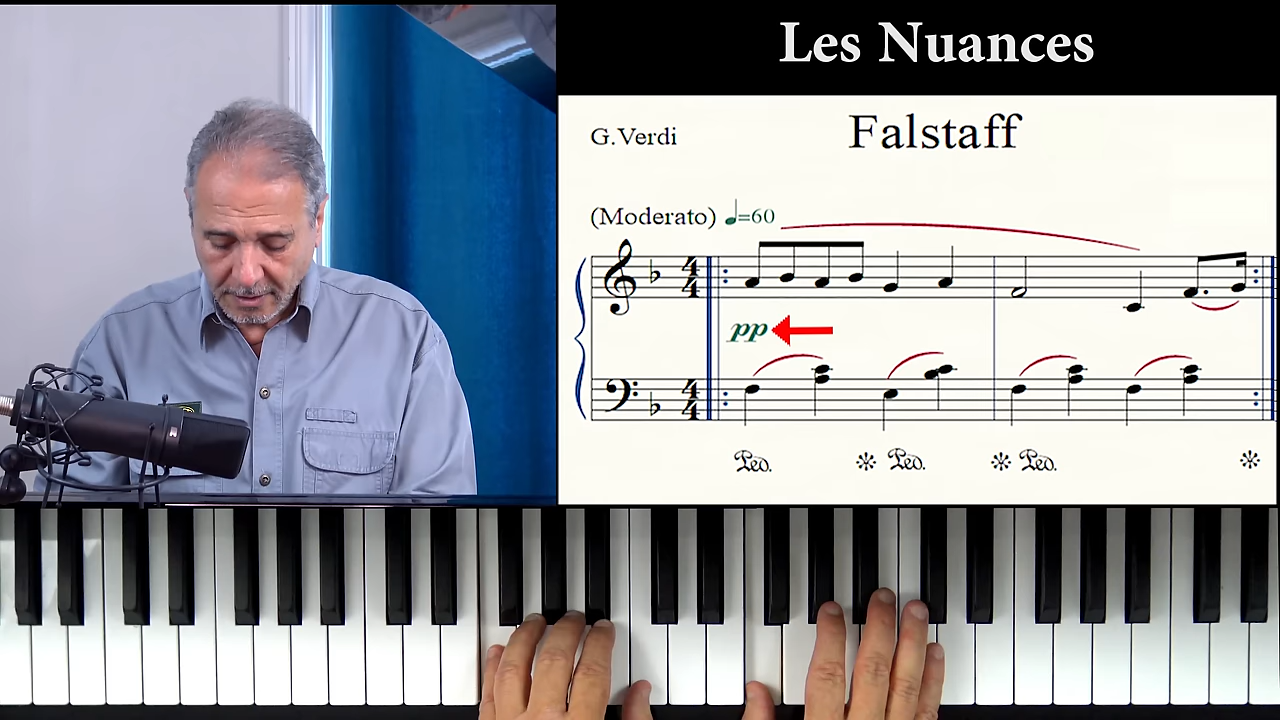 Les Nuances
Falstaff
G.Verdi
(Moderato) ♩=60
pp
Ped. * Ped. * Ped. *